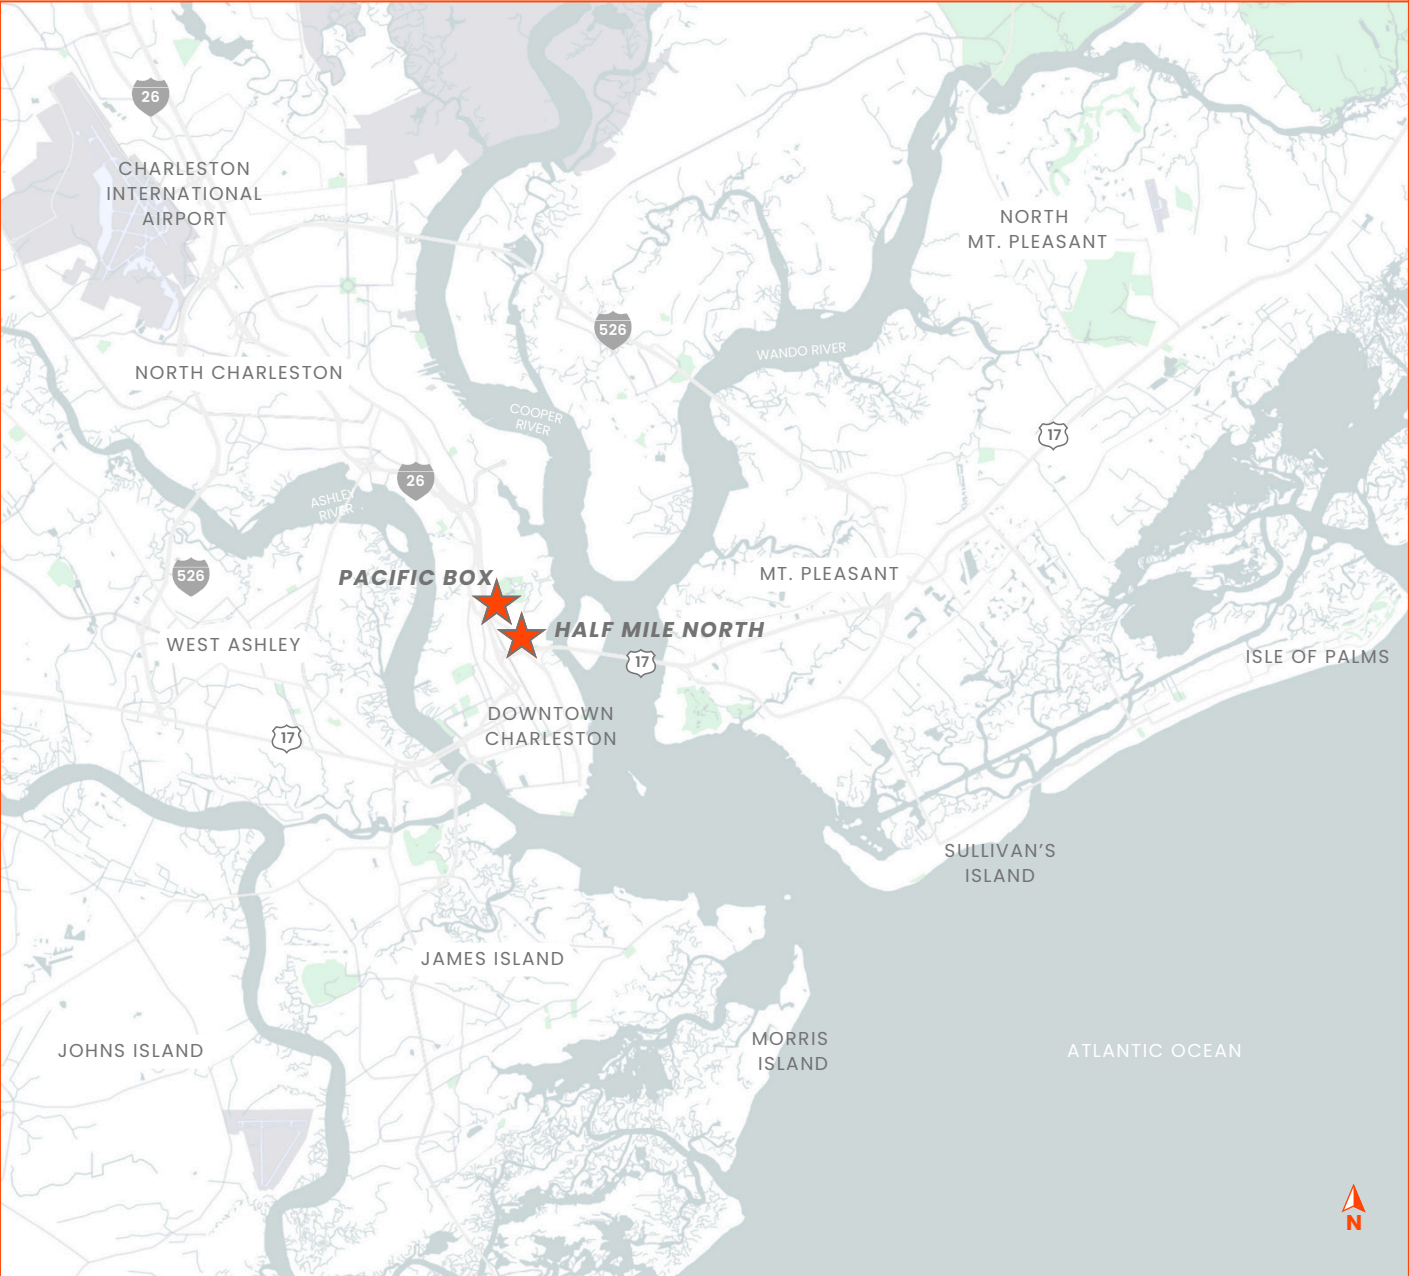 26
CHARLESTON
INTERNATIONAL
AIRPORT
NORTH
MT. PLEASANT
526
WANDO RIVER
NORTH CHARLESTON
COOPER
RIVER
17
26
ASHLEY
RIVER
526
PACIFIC BOX
MT. PLEASANT
HALF MILE NORTH
WEST ASHLEY
17
ISLE OF PALMS
DOWNTOWN
CHARLESTON
17
SULLIVAN'S
ISLAND
JAMES ISLAND
MORRIS
ISLAND
JOHNS ISLAND
ATLANTIC OCEAN
N